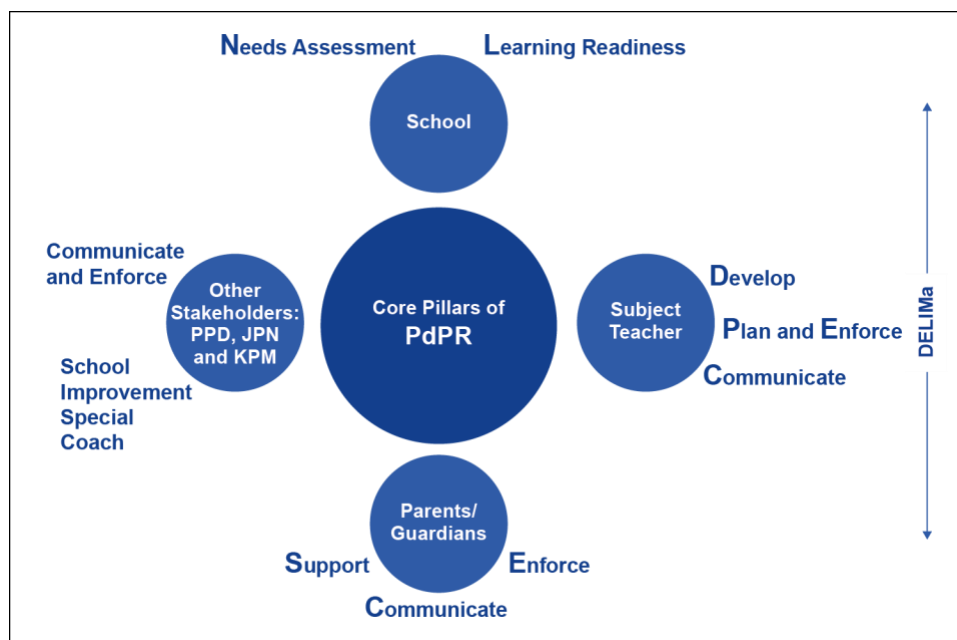 Needs Assessment
Learning Readiness
School
Communicate
and Enforce
Other
Stakeholders:
PPD, JPN
and KPM
School
Improvement
Special
Coach
Core Pillars of
PdPR
Subject
Teacher
Develop
Plan and Enforce
Communicate
DELIMa
Parents/
Guardians
Support
Enforce
Communicate